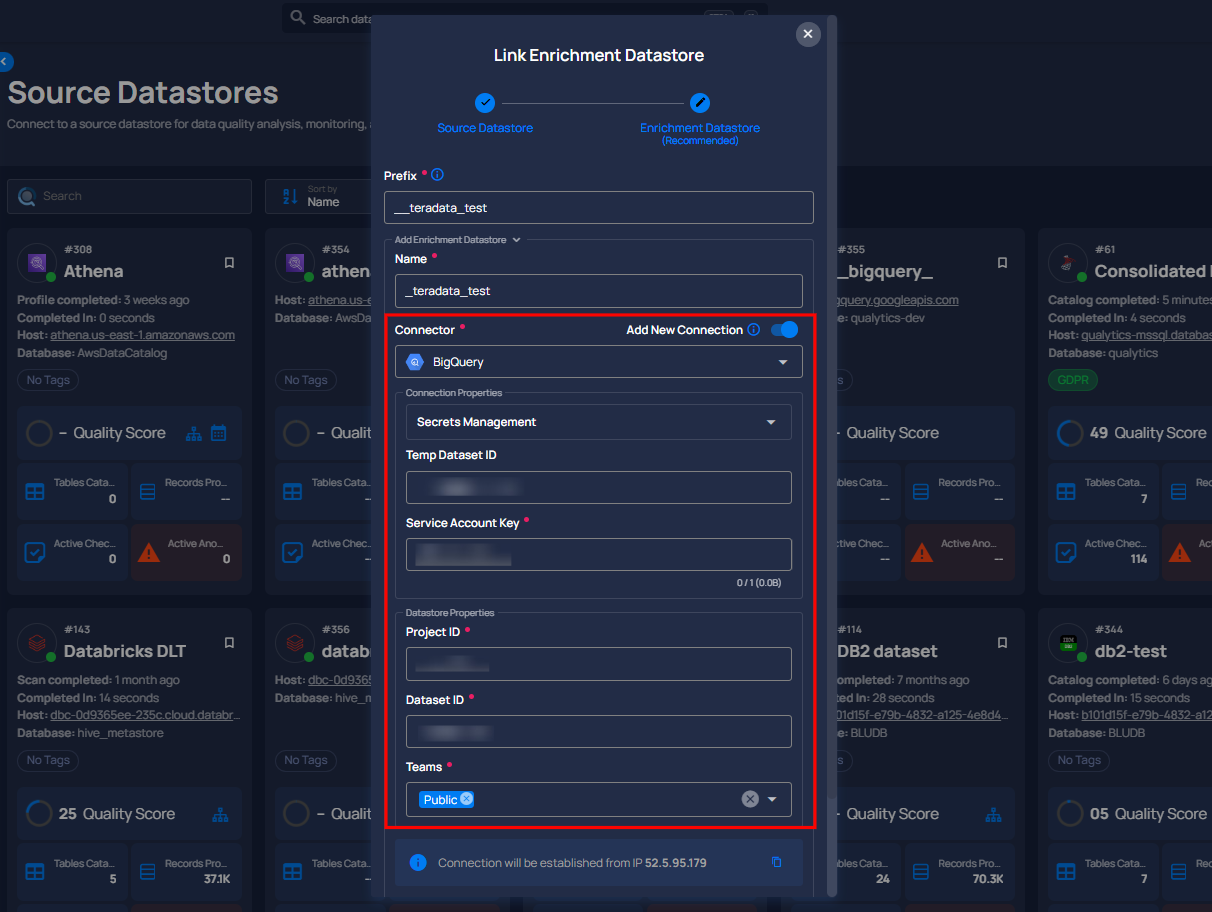 Search data
Source Datastores
Connect to a source datastore for data quality analysis, monitoring,
Search
Sort by
Name
Link Enrichment Datastore
Source Datastore
Enrichment Datastore
(Recommended)
Prefix *
__teradata_test
Add Enrichment Datastore
Name *
_teradata_test
Connector *
Add New Connection
BigQuery
Connection Properties
Secrets Management
Temp Dataset ID
Service Account Key *
0 / 1 (0.0B)
Datastore Properties
Project ID *
Dataset ID *
Teams *
Public
Connection will be established from IP 52.5.95.179
#308
Athena
Profile completed: 3 weeks ago
Completed In: 0 seconds
Host: athena.us-east-1.amazonaws.com
Database: AwsDataCatalog
No Tags
– Quality Score
Tables Cata...
0
Records Pro...
--
Active Chec...
0
Active Ano...
0
#354
athen
Host: athena.us-e
Database: AwsDa
No Tags
– Qualit
Tables Cata
Active Chec
#355
_bigquery_
query.googleapis.com
qualytics-dev
Quality Score
bles Cata...
--
Records Pro...
--
tive Chec...
--
Active Ano...
--
#61
Consolidated
Catalog completed: 5 minutes
Completed In: 4 seconds
Host: qualytics-mssql.databas
Database: qualytics
GDPR
49 Quality Score
Tables Cata...
7
Rec
Active Chec...
114
#143
Databricks DLT
Scan completed: 1 month ago
Completed In: 14 seconds
Host: dbc-0d9365ee-235c.cloud.databr...
Database: hive_metastore
No Tags
25 Quality Score
Tables Cata...
5
Records Pro...
37.1K
#356
datab
Host: dbc-0d9365
Database: hive_m
No Tags
– Qualit
Tables Cata
#114
DB2 dataset
ompleted: 7 months ago
ted In: 28 seconds
01d15f-e79b-4832-a125-4e8d4...
BLUDB
Quality Score
bles Cata...
24
Records Pro...
70.3K
#344
db2-test
Catalog completed: 6 days ag
Completed In: 15 seconds
Host: b101d15f-e79b-4832-a12
Database: BLUDB
No Tags
05 Quality Score
Tables Cata...
7
Rec